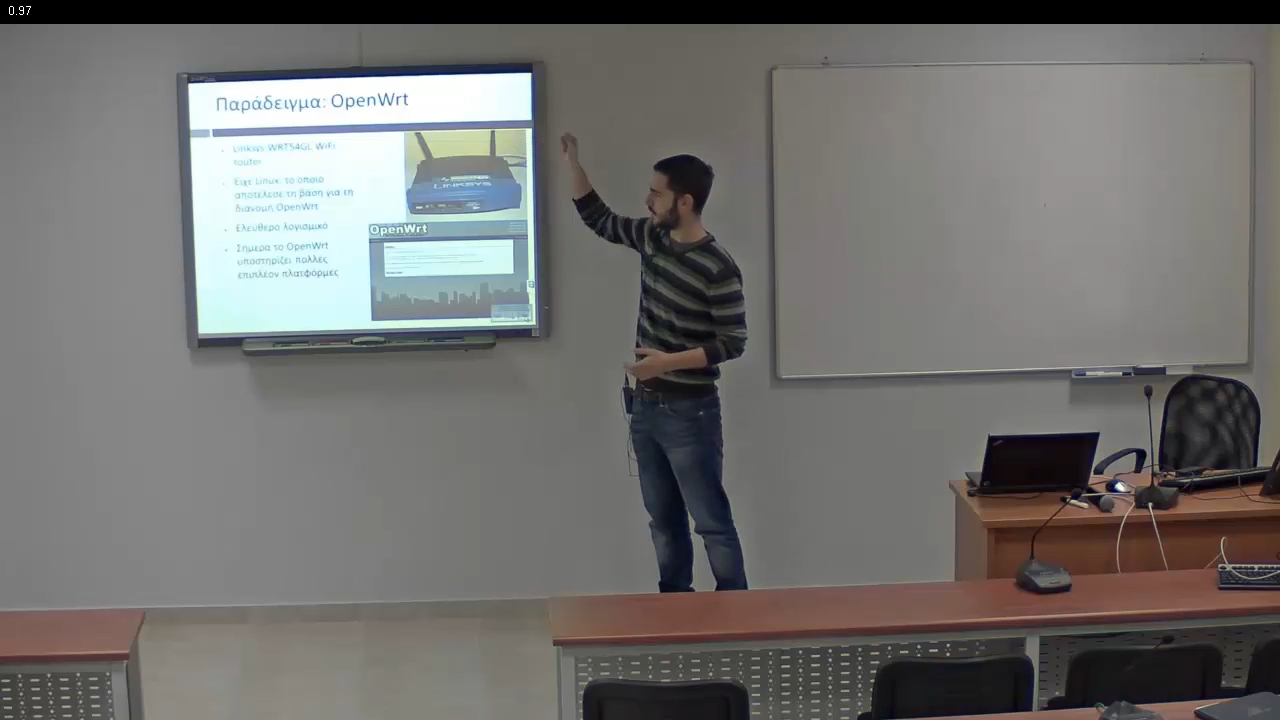 0.97
Παράδειγμα: OpenWrt
Linksys WRT54GL WiFi
router
Είχε Linux, το οποίο
αποτέλεσε τη βάση για τη
διανομή OpenWrt
Ελεύθερο λογισμικό
Σήμερα το OpenWrt
υποστηρίζει πολλές
επιπλέον πλατφόρμες
LINKSYS
OpenWrt